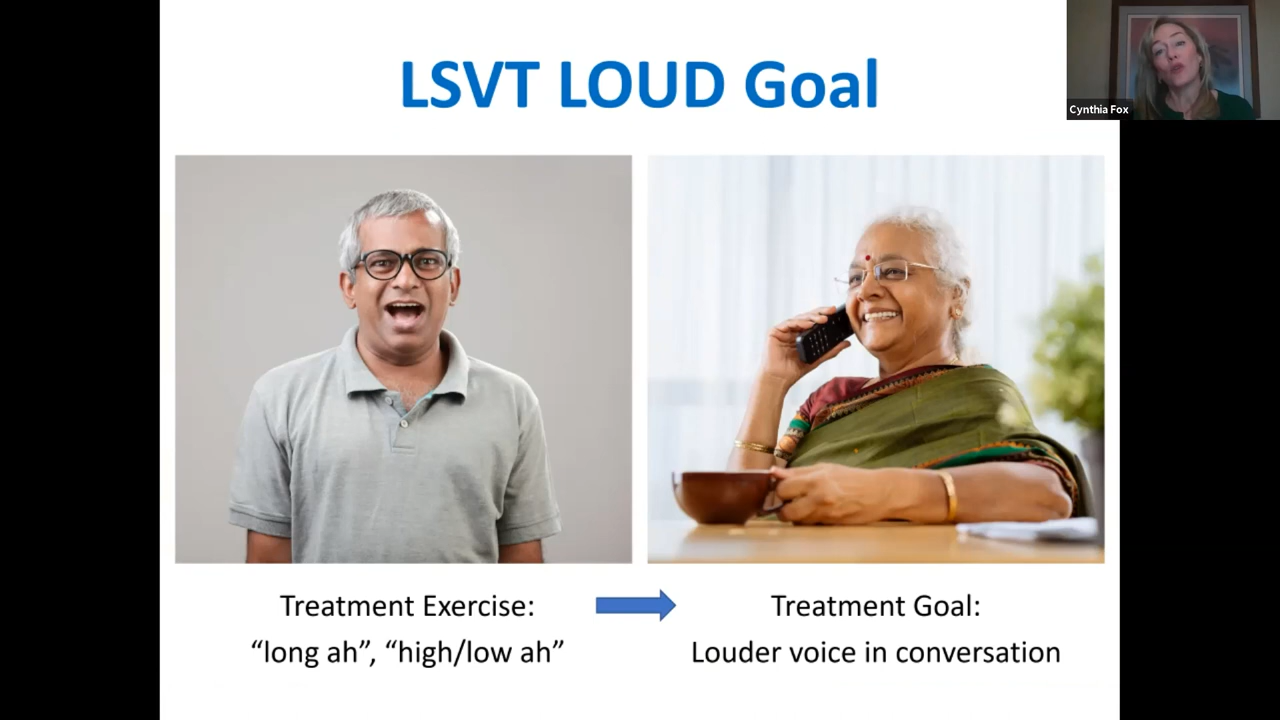 LSVT LOUD Goal
Cynthia Fox
Treatment Exercise:
“long ah”, “high/low ah”
Treatment Goal:
Louder voice in conversation